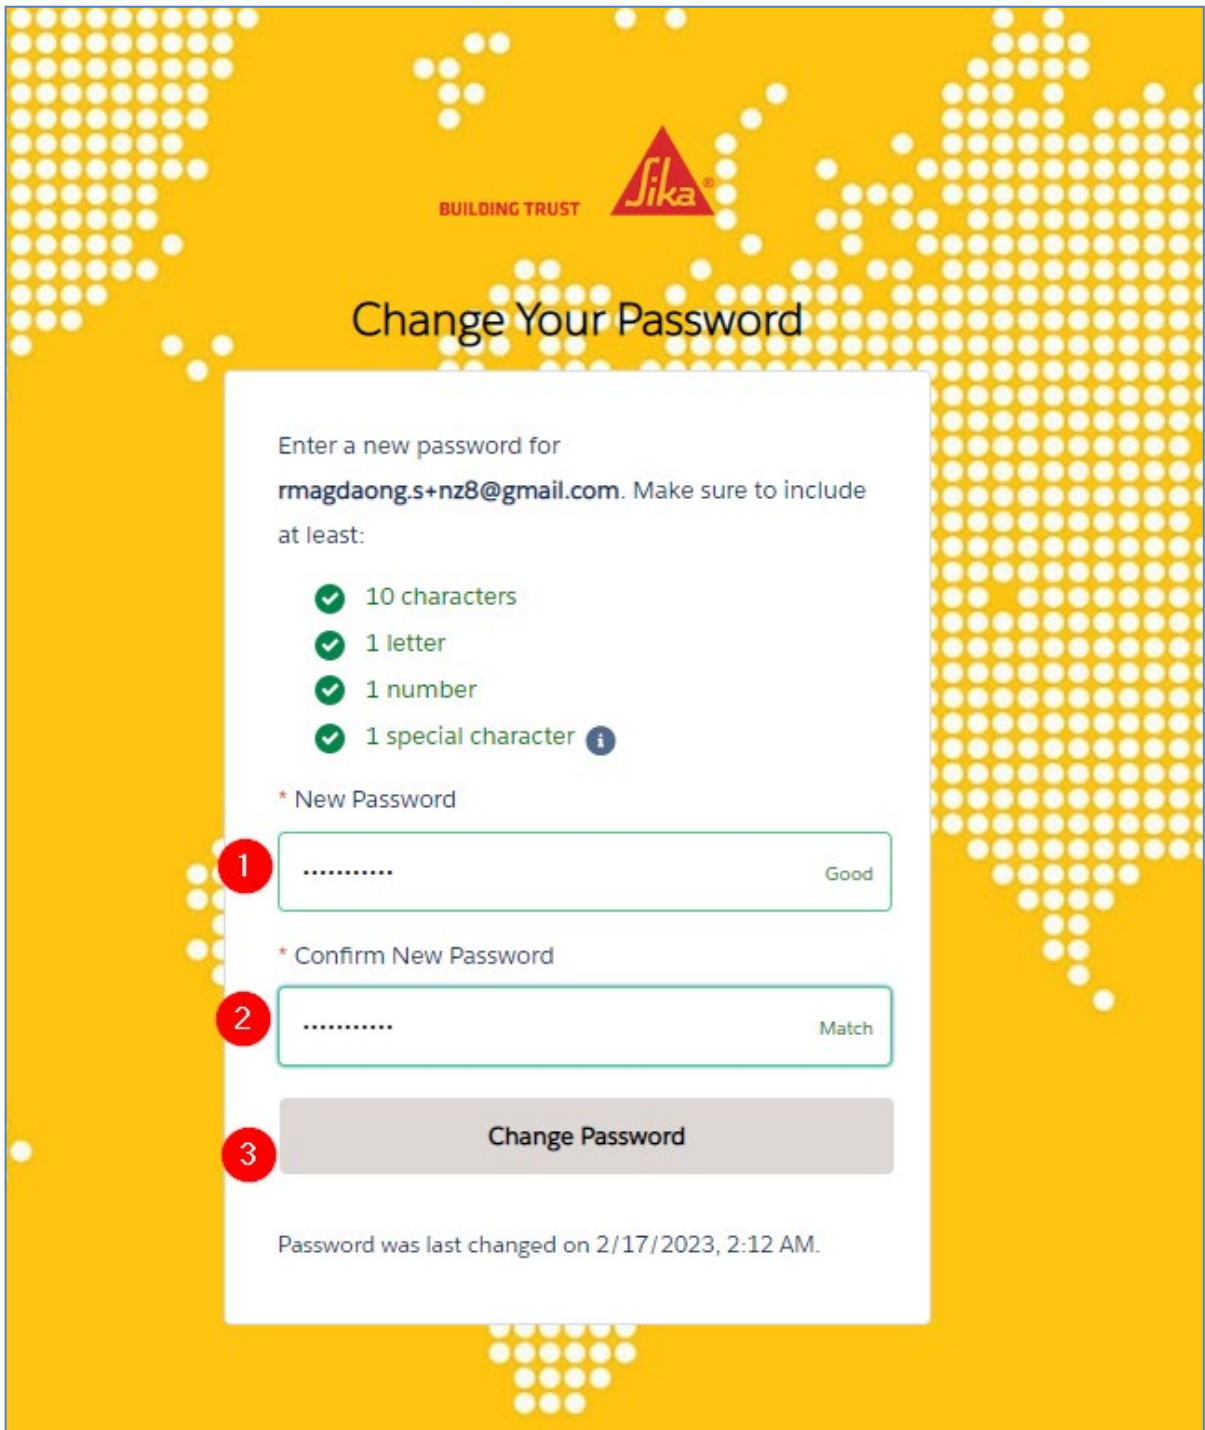 BUILDING TRUST
Sika®
Change Your Password
Enter a new password for
rmagdaong.s+nz8@gmail.com. Make sure to include
at least:
10 characters
1 letter
1 number
1 special character i
* New Password
1
•••••••••••
Good
* Confirm New Password
2
•••••••••••
Match
3
Change Password
Password was last changed on 2/17/2023, 2:12 AM.